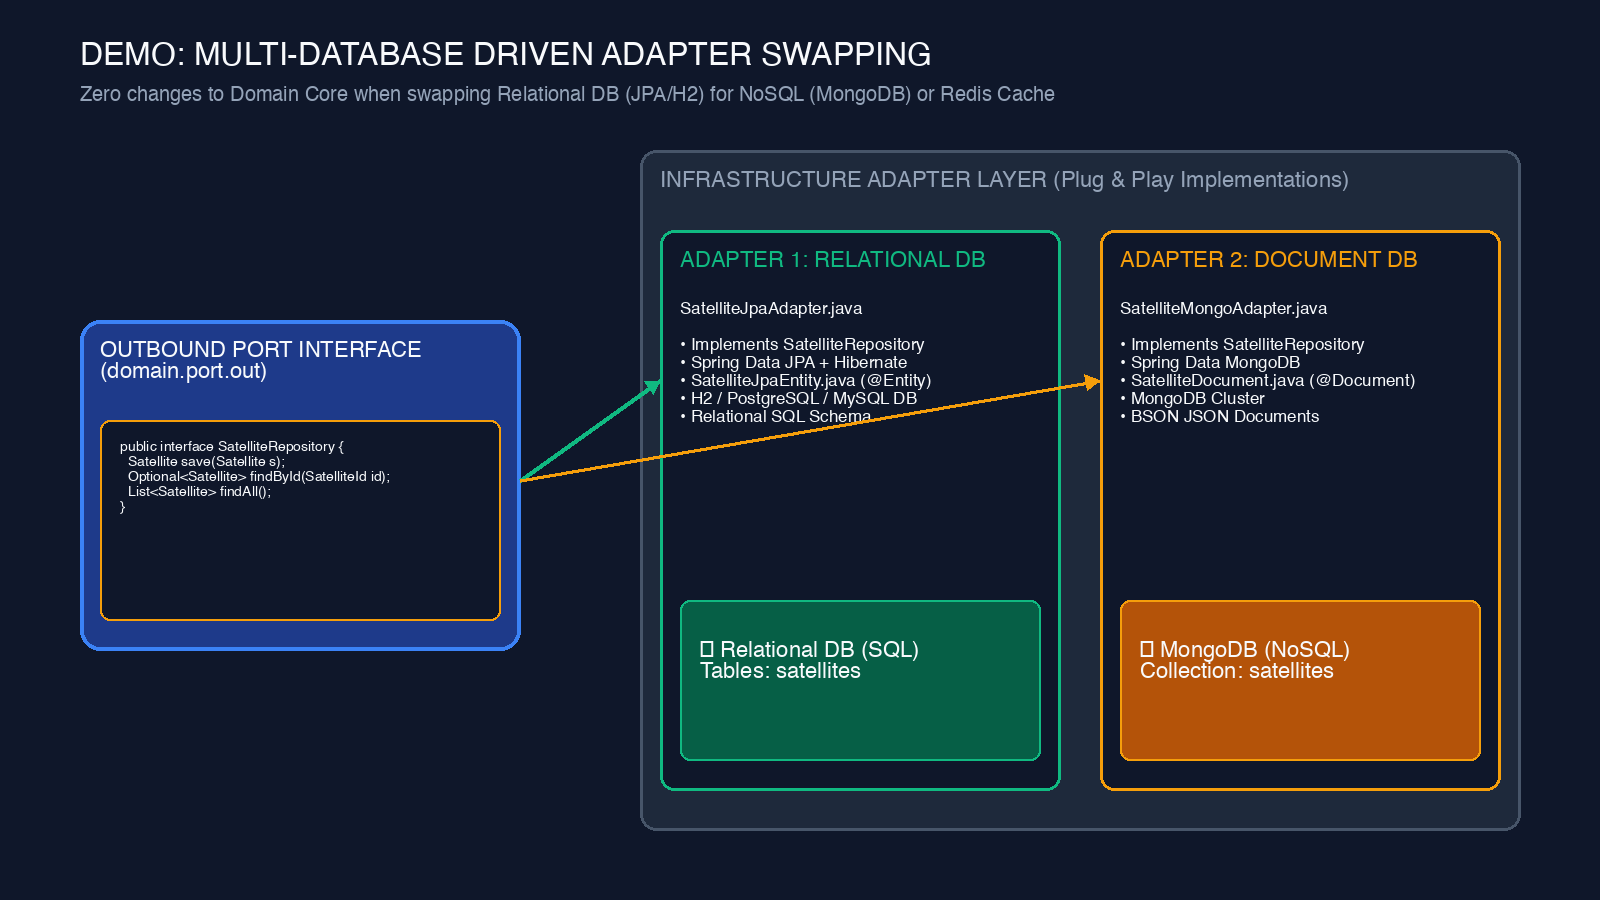 DEMO: MULTI-DATABASE DRIVEN ADAPTER SWAPPING
Zero changes to Domain Core when swapping Relational DB (JPA/H2) for NoSQL (MongoDB) or Redis Cache
INFRASTRUCTURE ADAPTER LAYER (Plug & Play Implementations)
OUTBOUND PORT INTERFACE
(domain.port.out)
public interface SatelliteRepository {
Satellite save(Satellite s);
Optional<Satellite> findById(SatelliteId id);
List<Satellite> findAll();
}
ADAPTER 1: RELATIONAL DB
SatelliteJpaAdapter.java
• Implements SatelliteRepository
• Spring Data JPA + Hibernate
• SatelliteJpaEntity.java (@Entity)
• H2 / PostgreSQL / MySQL DB
• Relational SQL Schema
Relational DB (SQL)
Tables: satellites
ADAPTER 2: DOCUMENT DB
SatelliteMongoAdapter.java
• Implements SatelliteRepository
• Spring Data MongoDB
• SatelliteDocument.java (@Document)
• MongoDB Cluster
• BSON JSON Documents
MongoDB (NoSQL)
Collection: satellites